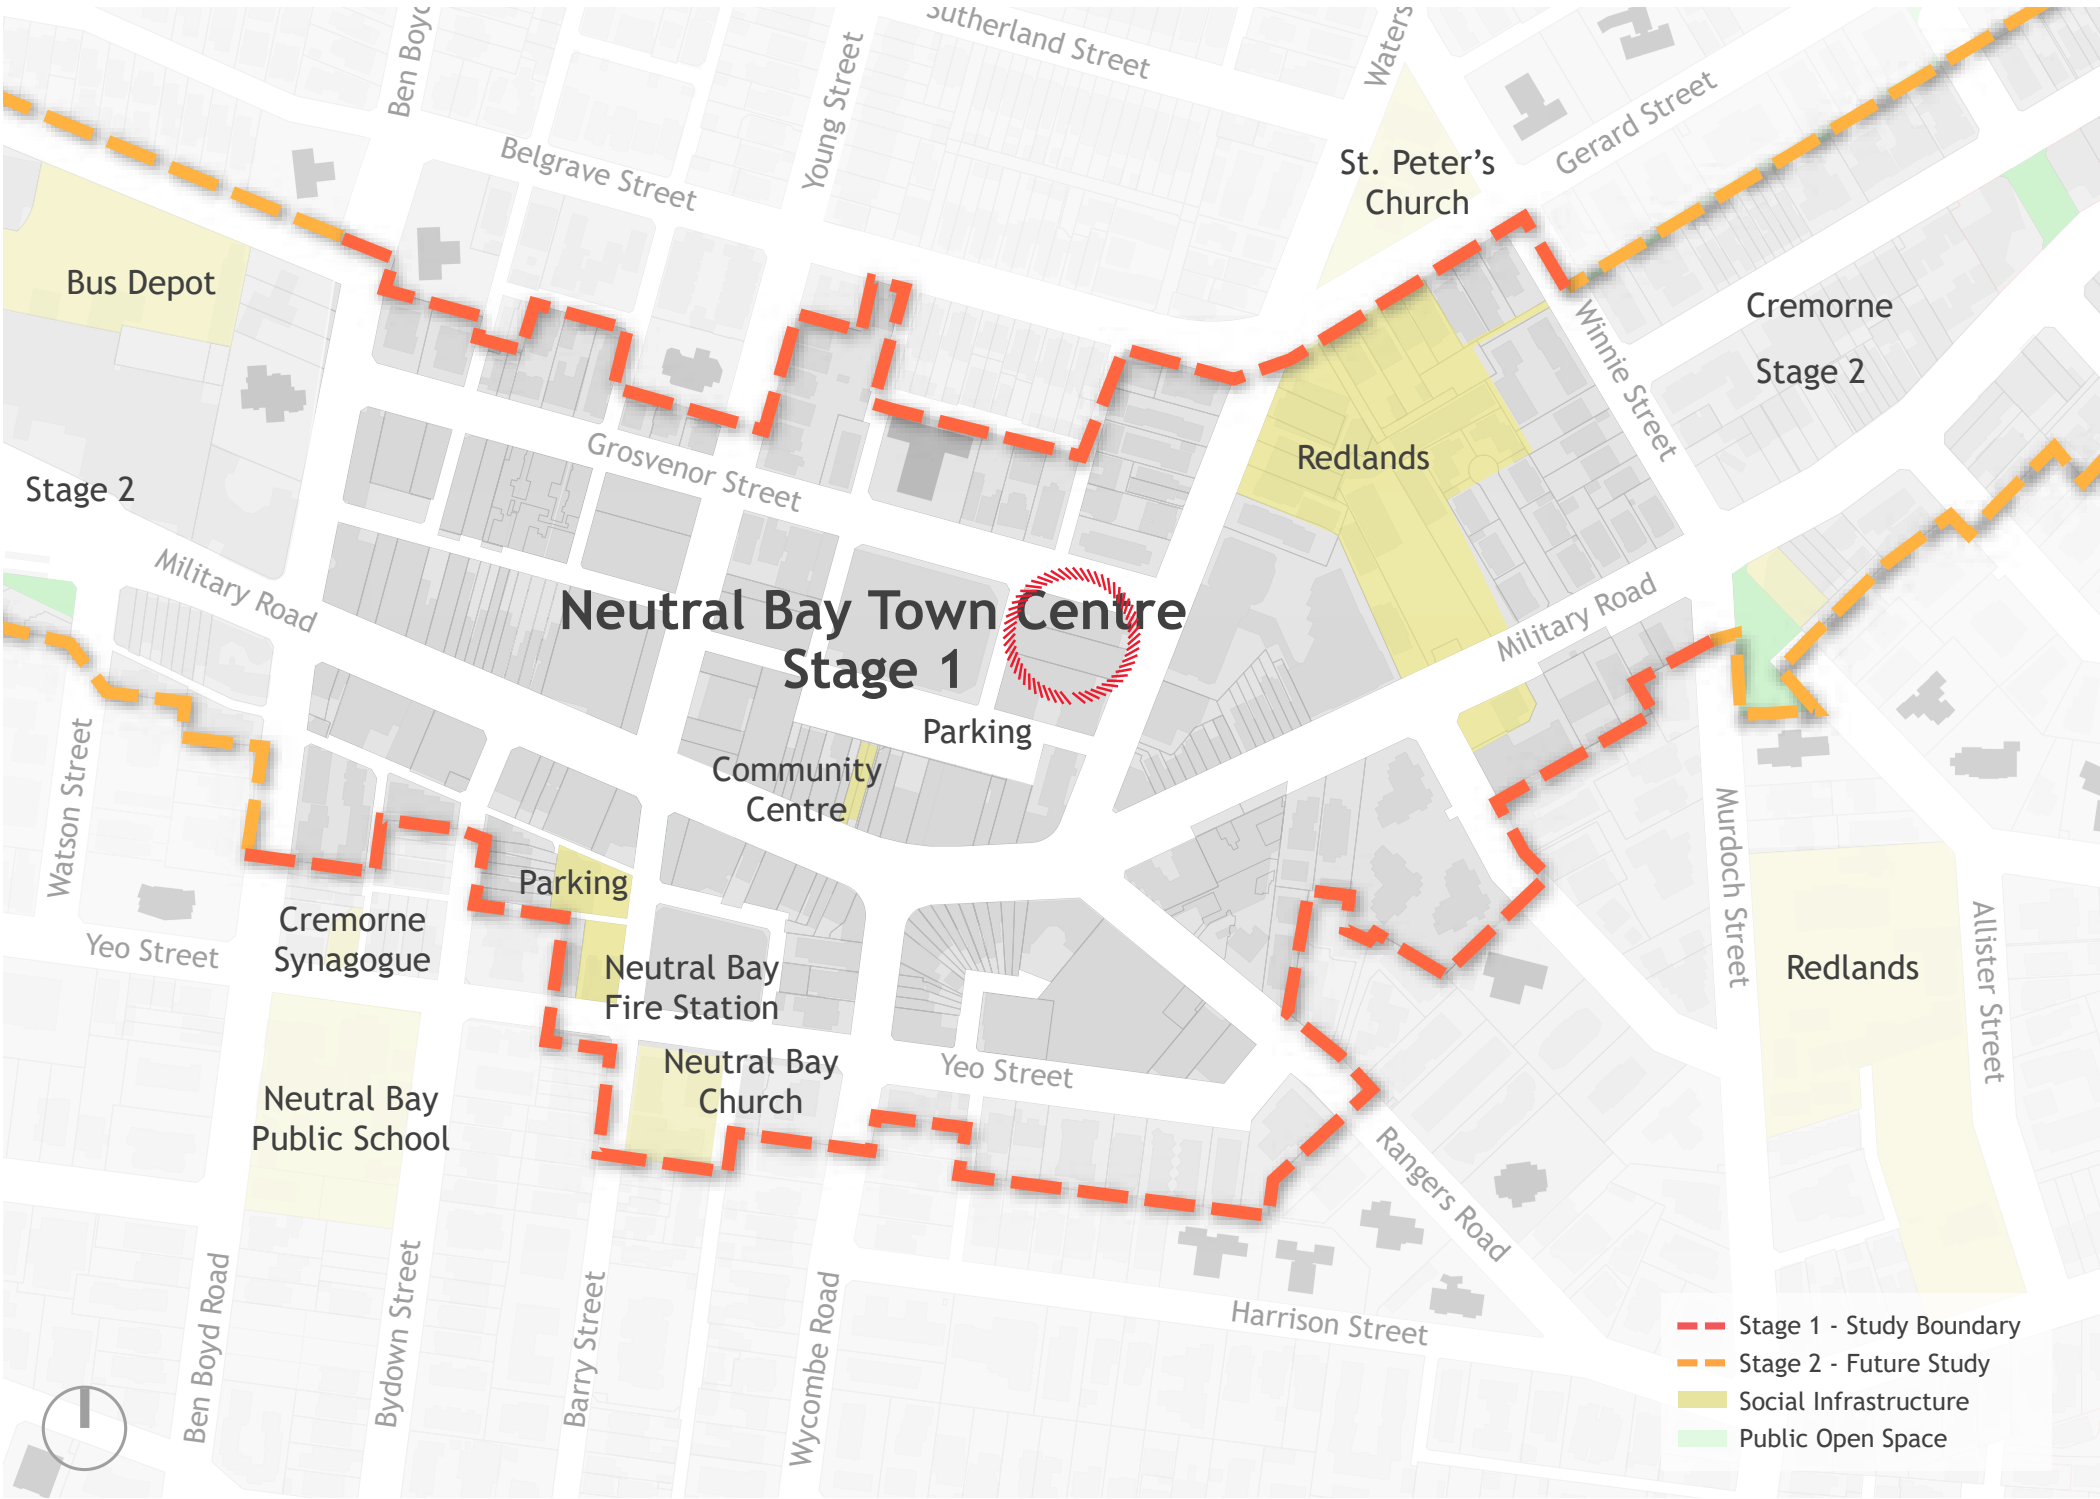 Sutherland Street
Ben Boyd
Young Street
Waters
Gerard Street
Belgrave Street
St. Peter's
Church
Bus Depot
Cremorne
Stage 2
Winnie Street
Grosvenor Street
Redlands
Stage 2
Military Road
Neutral Bay Town Centre
Stage 1
Military Road
Parking
Community
Centre
Watson Street
Murdoch Street
Parking
Cremorne
Synagogue
Yeo Street
Neutral Bay
Fire Station
Redlands
Allister Street
Neutral Bay
Church
Yeo Street
Neutral Bay
Public School
Rangers Road
Ben Boyd Road
Bydown Street
Barry Street
Wycombe Road
Harrison Street
Stage 1 - Study Boundary
Stage 2 - Future Study
Social Infrastructure
Public Open Space